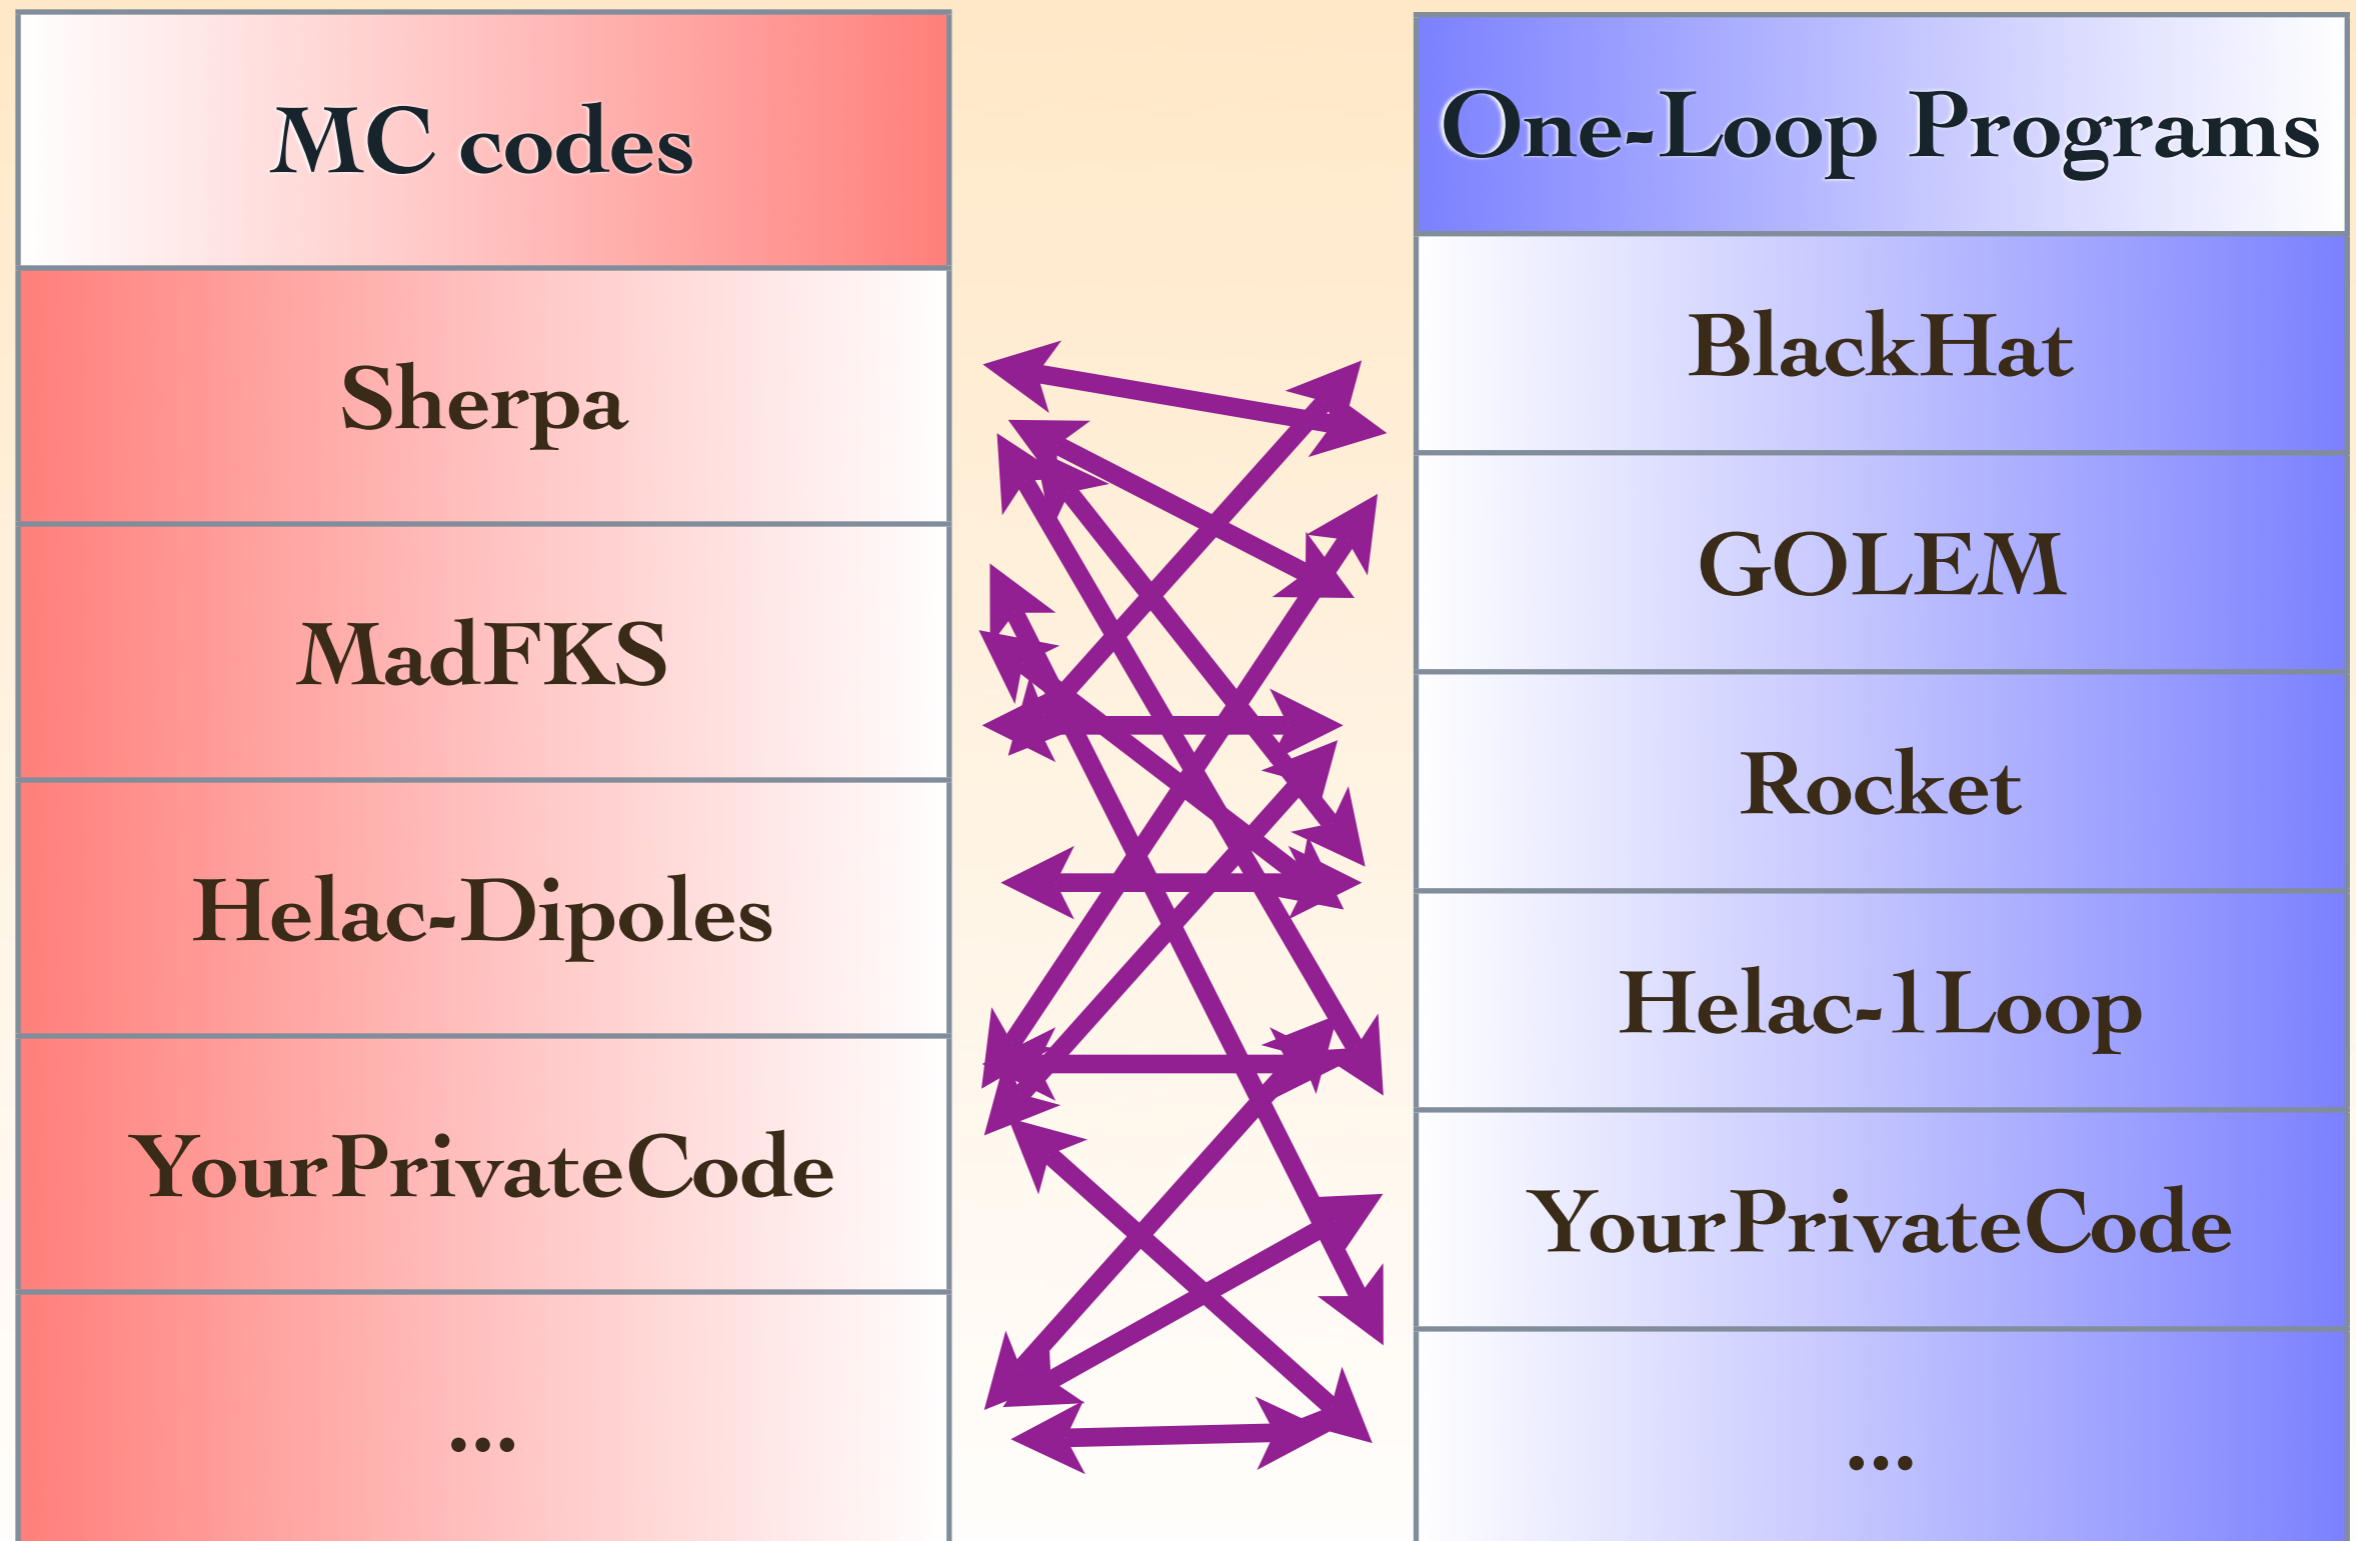 MC codes
Sherpa
MadFKS
Helac-Dipoles
YourPrivateCode
...
One-Loop Programs
BlackHat
GOLEM
Rocket
Helac-1Loop
YourPrivateCode
...